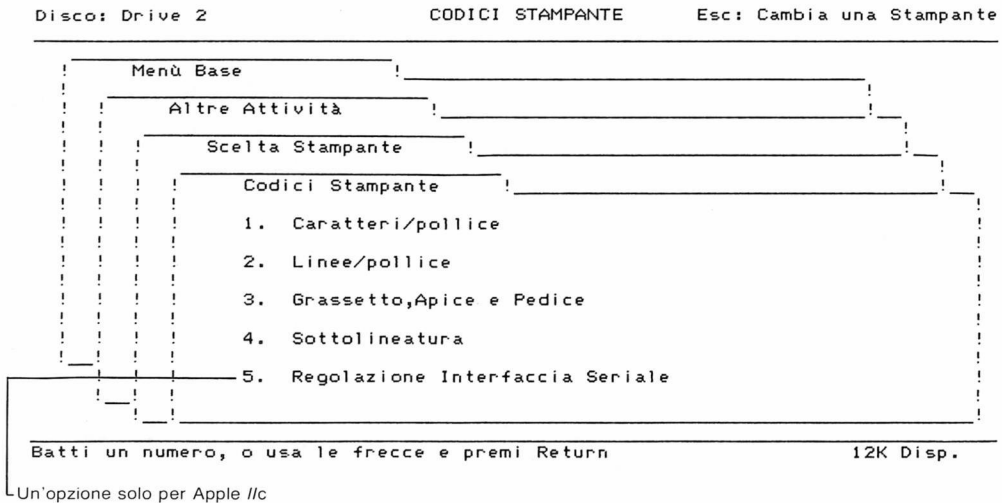 Disco: Drive 2 CODICI STAMPANTE Esc: Cambia una Stampante
Menù Base
Altre Attività
Scelta Stampante
Codici Stampante
1. Caratteri/pollice
2. Linee/pollice
3. Grassetto,Apice e Pedice
4. Sottolineatura
5. Regolazione Interfaccia Seriale
Batti un numero, o usa le frecce e premi Return 12K Disp.
Un'opzione solo per Apple //c